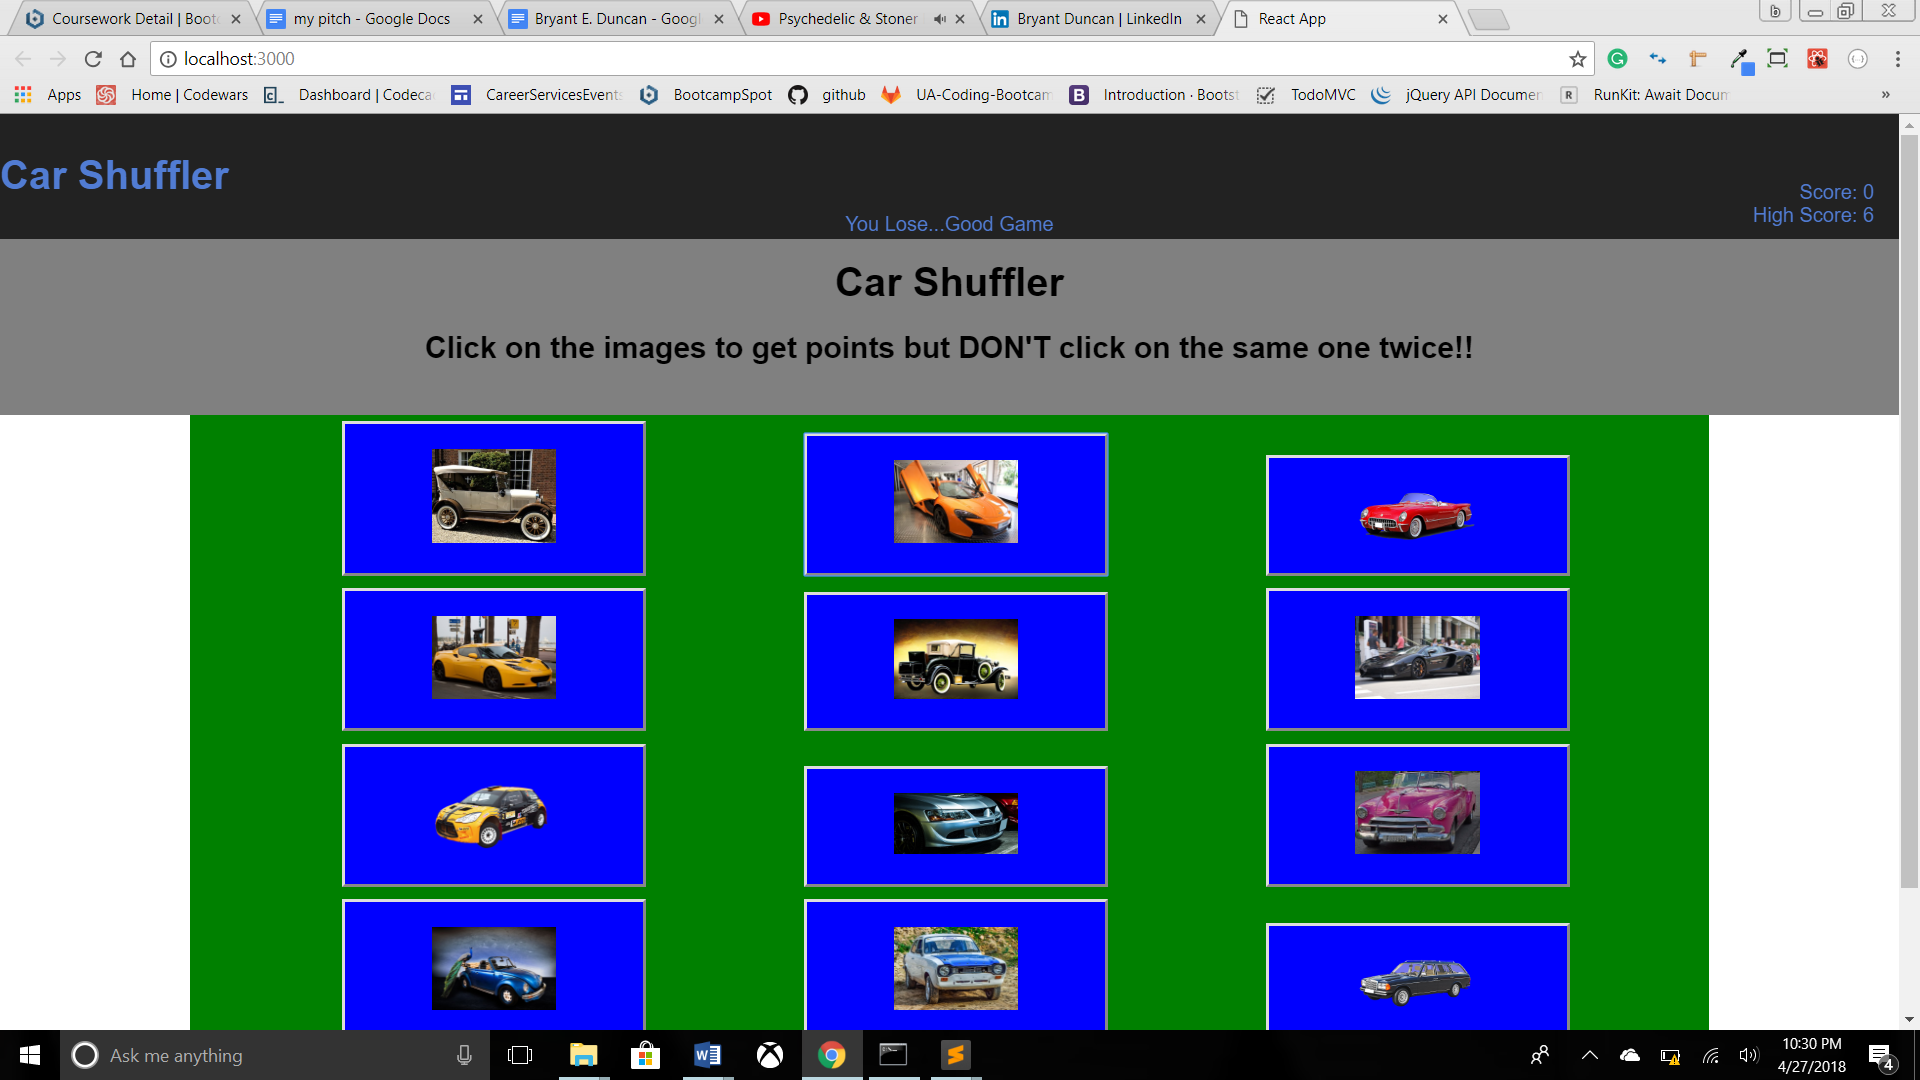 Coursework Detail | Boot
my pitch - Google Docs
Bryant E. Duncan - Googl
Psychedelic & Stoner
Bryant Duncan | LinkedIn
React App
localhost:3000
Apps
Home | Codewars
Dashboard | Codeca
CareerServicesEvents
BootcampSpot
github
UA-Coding-Bootcam
Introduction · Bootst
TodoMVC
jQuery API Documen
RunKit: Await Docum
»
Car Shuffler
Score: 0
High Score: 6
You Lose...Good Game
Car Shuffler
Click on the images to get points but DON'T click on the same one twice!!
Ask me anything
10:30 PM
4/27/2018
4